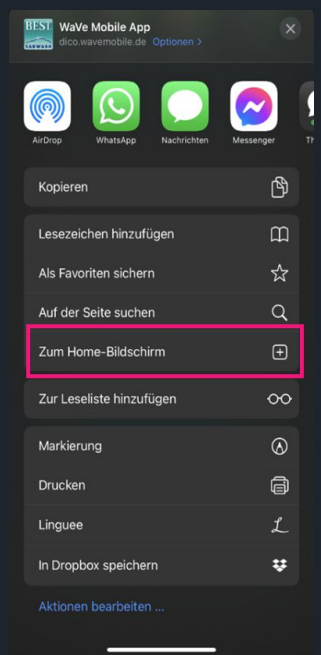 BEST
WaVe Mobile App
dico.wavemobile.de Optionen >
AirDrop
WhatsApp
Nachrichten
Messenger
Th
Kopieren
Lesezeichen hinzufügen
Als Favoriten sichern
Auf der Seite suchen
Zum Home-Bildschirm
Zur Leseliste hinzufügen
Markierung
Drucken
Linguee
In Dropbox speichern
Aktionen bearbeiten ...